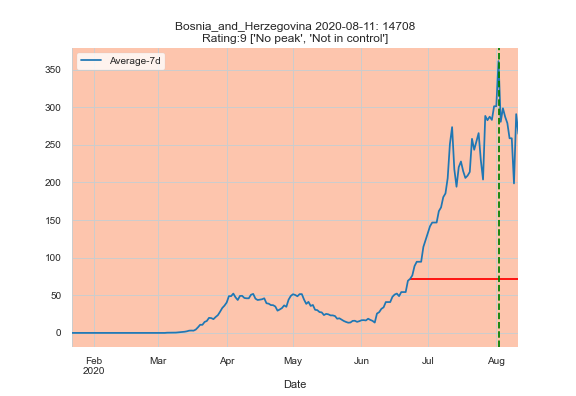 Bosnia_and_Herzegovina 2020-08-11: 14708
Rating:9 ['No peak', 'Not in control']
Average-7d
350
300
250
200
150
100
50
0
Feb Mar Apr May Jun Jul Aug
2020
Date